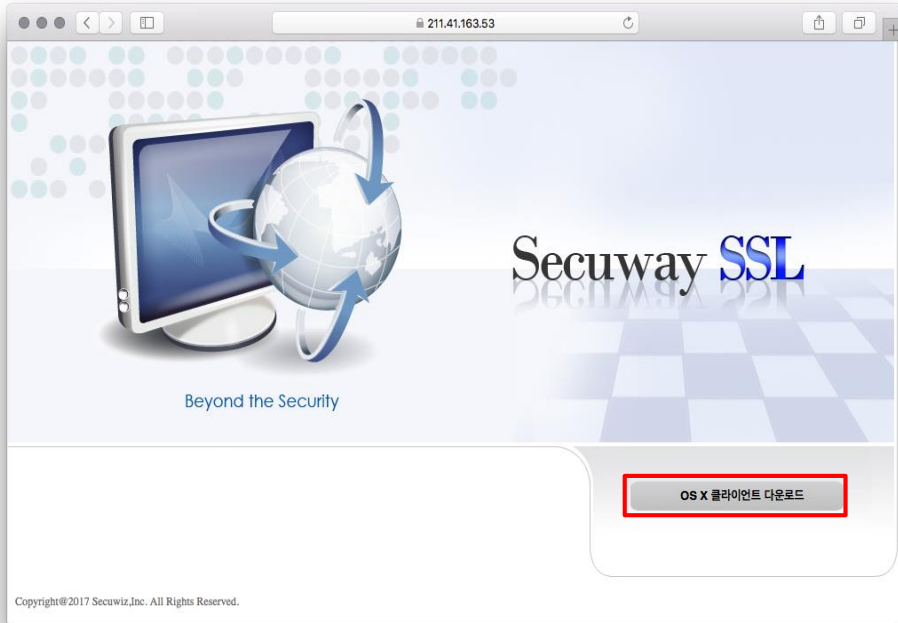 211.41.163.53
Secuway SSL
Beyond the Security
OS X 클라이언트 다운로드
Copyright@2017 Secuwiz,Inc. All Rights Reserved.